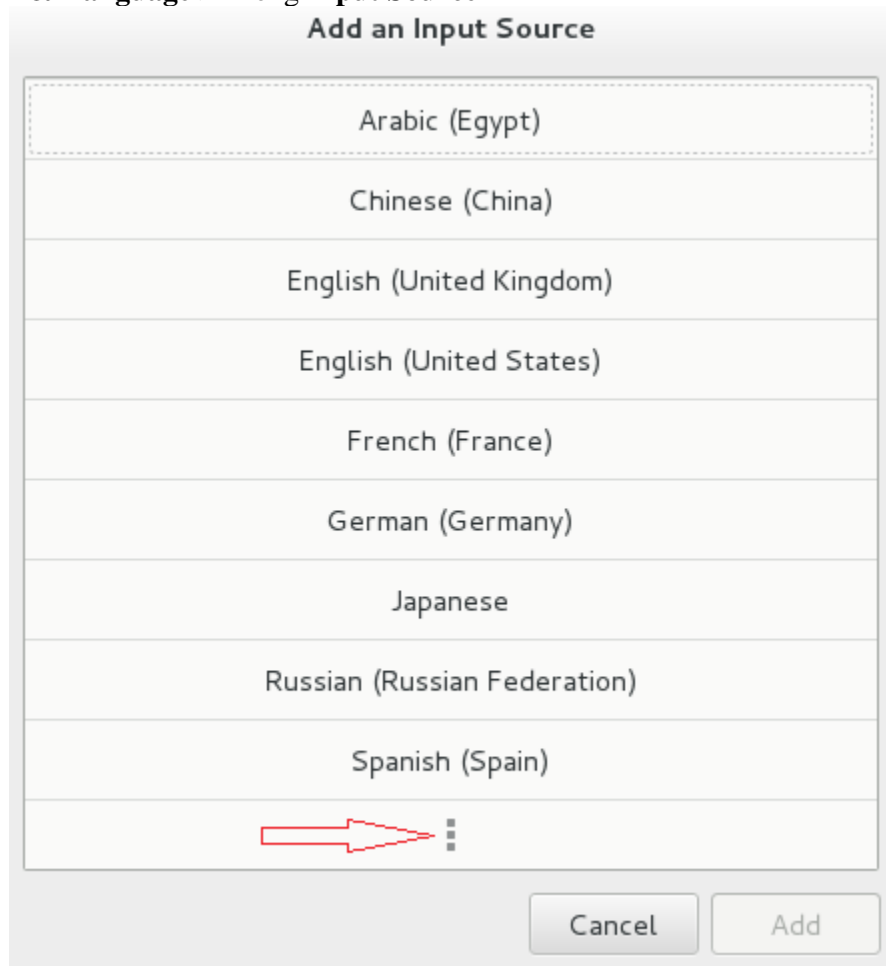 Add an Input Source
Arabic (Egypt)
Chinese (China)
English (United Kingdom)
English (United States)
French (France)
German (Germany)
Japanese
Russian (Russian Federation)
Spanish (Spain)
Cancel
Add